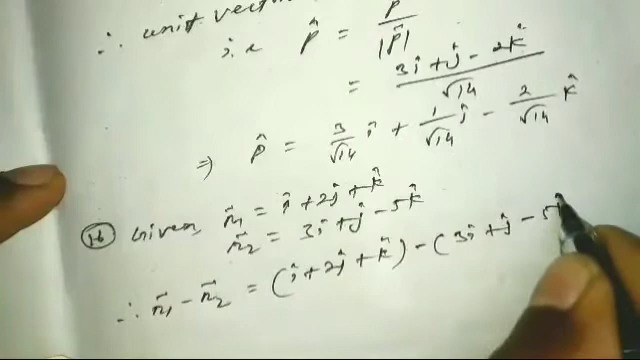 ∴ unit vector
i.e p̂ = p⃗ / |p⃗|
= (3î + ĵ - 2k̂) / √14
⇒ p̂ = 3/√14 î + 1/√14 ĵ - 2/√14 k̂
(16) Given, r⃗₁ = î + 2ĵ + k̂
r⃗₂ = 3î + ĵ - 5k̂
∴ r⃗₁ - r⃗₂ = (î + 2ĵ + k̂) - (3î + ĵ - 5